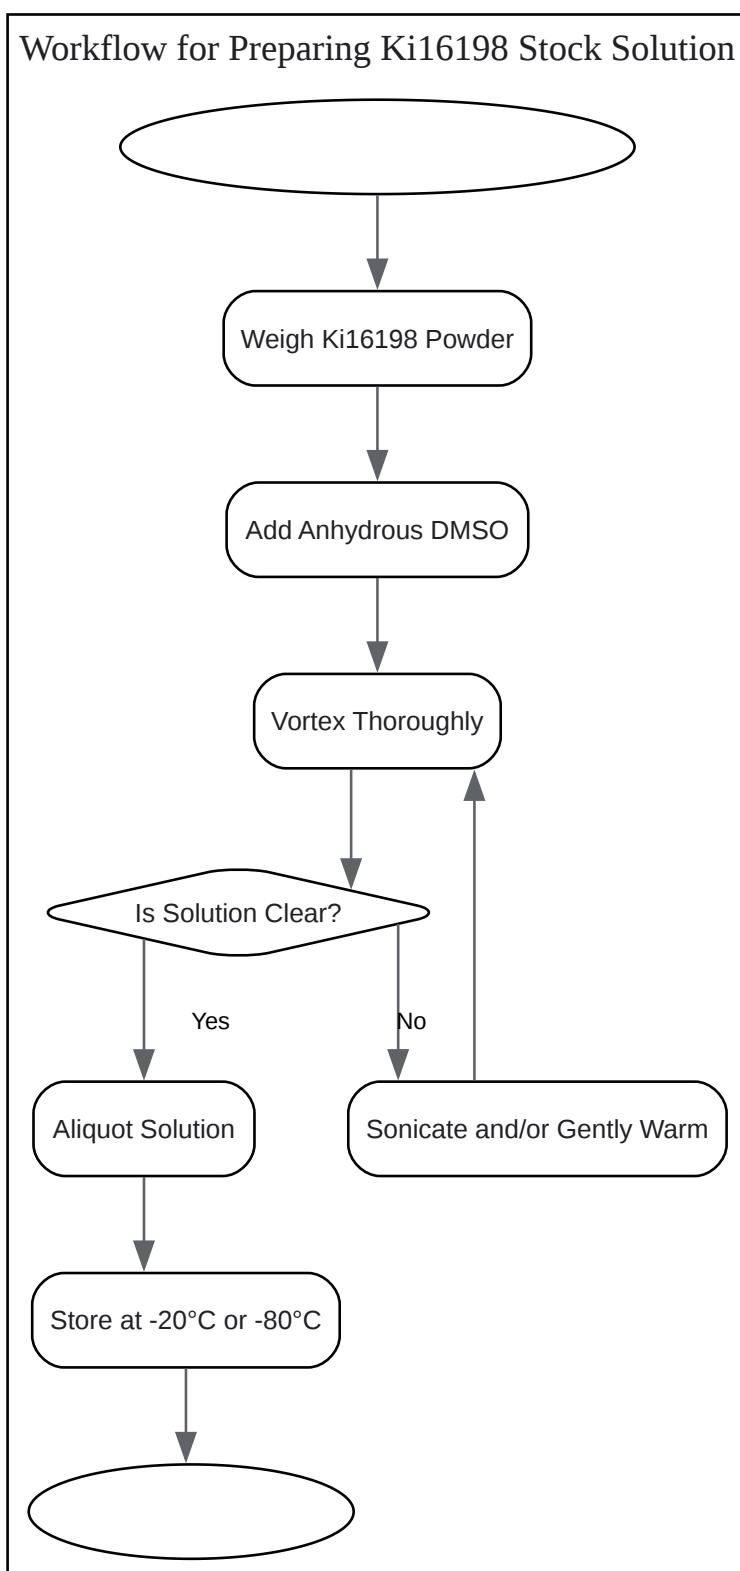 Workflow for Preparing Ki16198 Stock Solution
Weigh Ki16198 Powder
Add Anhydrous DMSO
Vortex Thoroughly
Is Solution Clear?
Yes
No
Aliquot Solution
Sonicate and/or Gently Warm
Store at -20°C or -80°C